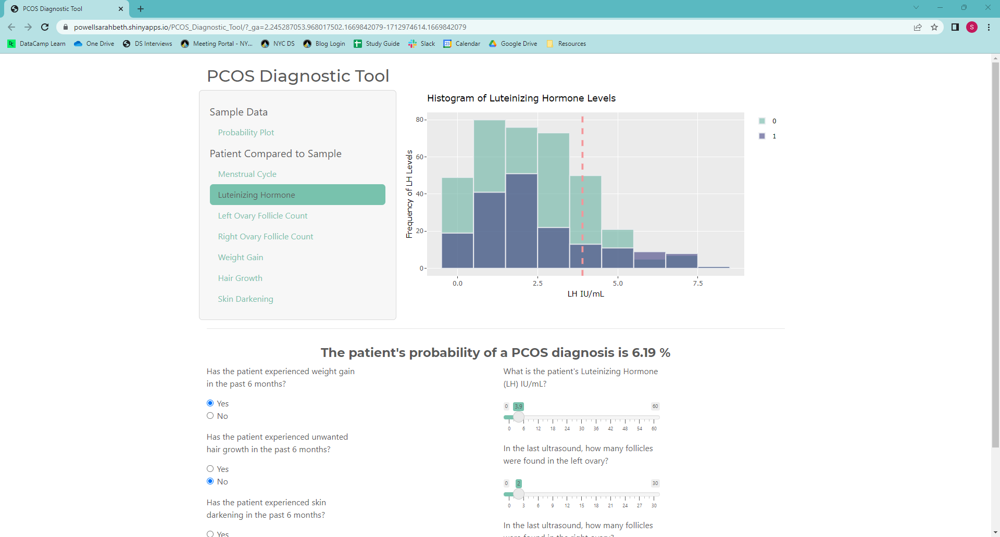 PCOS Diagnostic Tool
powellsarahbeth.shinyapps.io/PCOS_Diagnostic_Tool/?_ga=2.245287053.968017502.1669842079-1712974614.1669842079
S
DataCamp Learn One Drive DS Interviews Meeting Portal - NY... NYC DS Blog Login Study Guide Slack 23 Calendar Google Drive Resources
PCOS Diagnostic Tool
Sample Data
Probability Plot
Patient Compared to Sample
Menstrual Cycle
Luteinizing Hormone
Left Ovary Follicle Count
Right Ovary Follicle Count
Weight Gain
Hair Growth
Skin Darkening
Histogram of Luteinizing Hormone Levels
Frequency of LH Levels
80
60
40
20
0
0.0 2.5 5.0 7.5
LH IU/mL
0
1
The patient's probability of a PCOS diagnosis is 6.19 %
Has the patient experienced weight gain
in the past 6 months?
Yes
No
Has the patient experienced unwanted
hair growth in the past 6 months?
Yes
No
Has the patient experienced skin
darkening in the past 6 months?
Yes
What is the patient's Luteinizing Hormone
(LH) IU/mL?
0 3.9 60
0 6 12 18 24 30 36 42 48 54 60
In the last ultrasound, how many follicles
were found in the left ovary?
0 2 30
0 3 6 9 12 15 18 21 24 27 30
In the last ultrasound, how many follicles
were found in the right ovary?